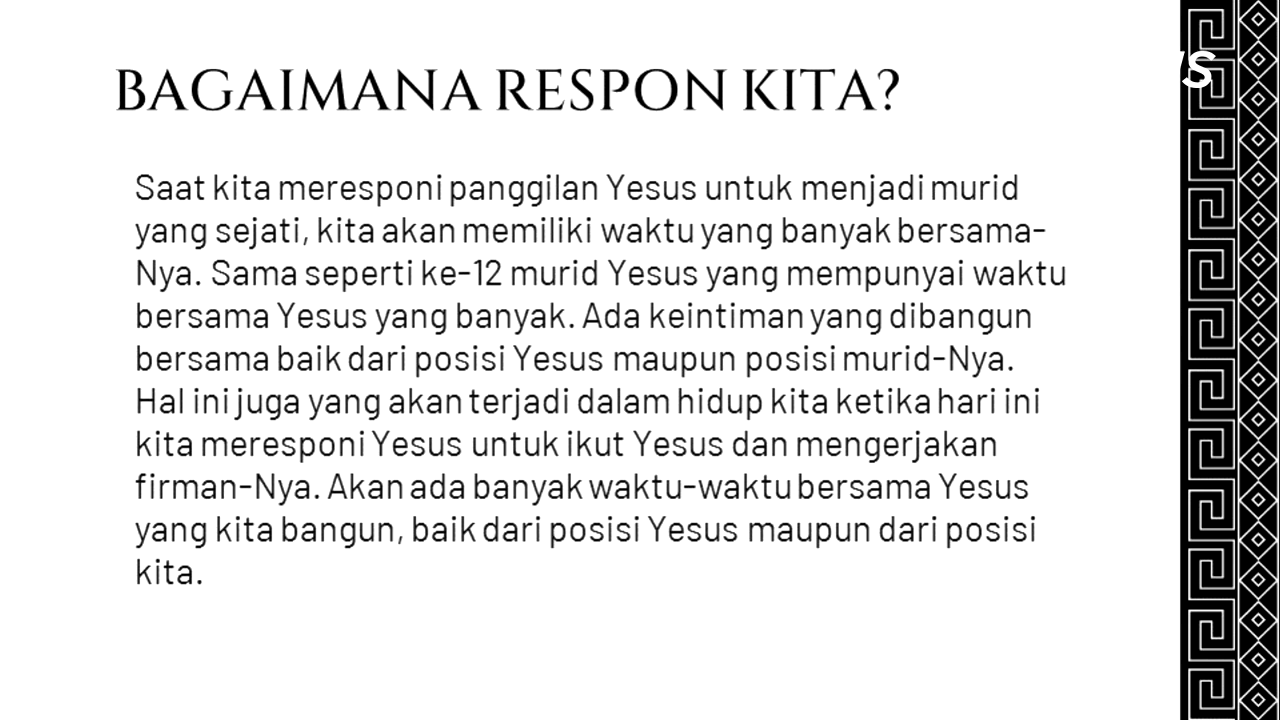 BAGAIMANA RESPON KITA?
Saat kita meresponi panggilan Yesus untuk menjadi murid
yang sejati, kita akan memiliki waktu yang banyak bersama-
Nya. Sama seperti ke-12 murid Yesus yang mempunyai waktu
bersama Yesus yang banyak. Ada keintiman yang dibangun
bersama baik dari posisi Yesus maupun posisi murid-Nya.
Hal ini juga yang akan terjadi dalam hidup kita ketika hari ini
kita meresponi Yesus untuk ikut Yesus dan mengerjakan
firman-Nya. Akan ada banyak waktu-waktu bersama Yesus
yang kita bangun, baik dari posisi Yesus maupun dari posisi
kita.